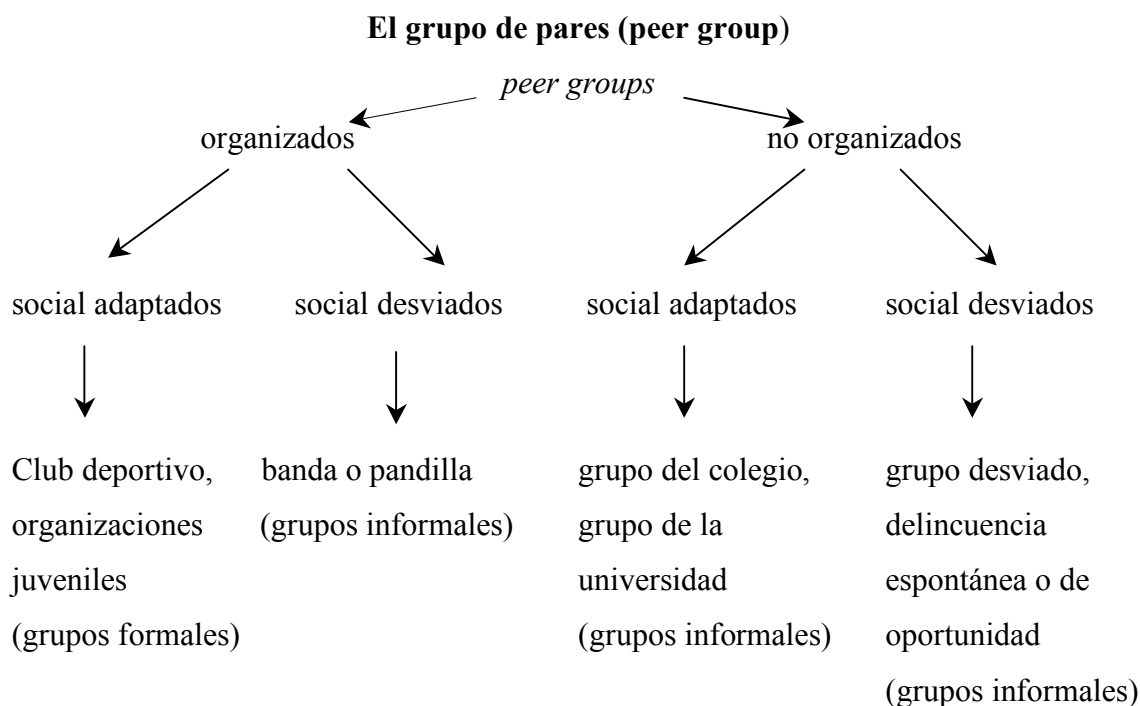 El grupo de pares (peer group)
peer groups
organizados
no organizados
social adaptados
social desviados
social adaptados
social desviados
Club deportivo,
organizaciones
juveniles
(grupos formales)
banda o pandilla
(grupos informales)
grupo del colegio,
grupo de la
universidad
(grupos informales)
grupo desviado,
delincuencia
espontánea o de
oportunidad
(grupos informales)